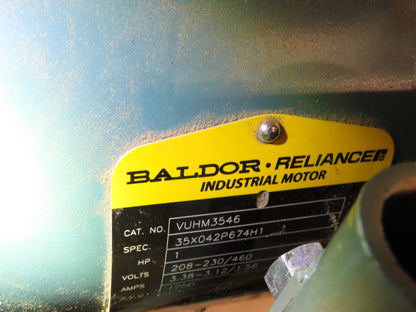 BALDOR · RELIANCE
INDUSTRIAL MOTOR
CAT. NO. VUHM3546
SPEC. 35X042P674H1
HP 1
VOLTS 208-230/460
AMPS 3.38-3.12/1.56